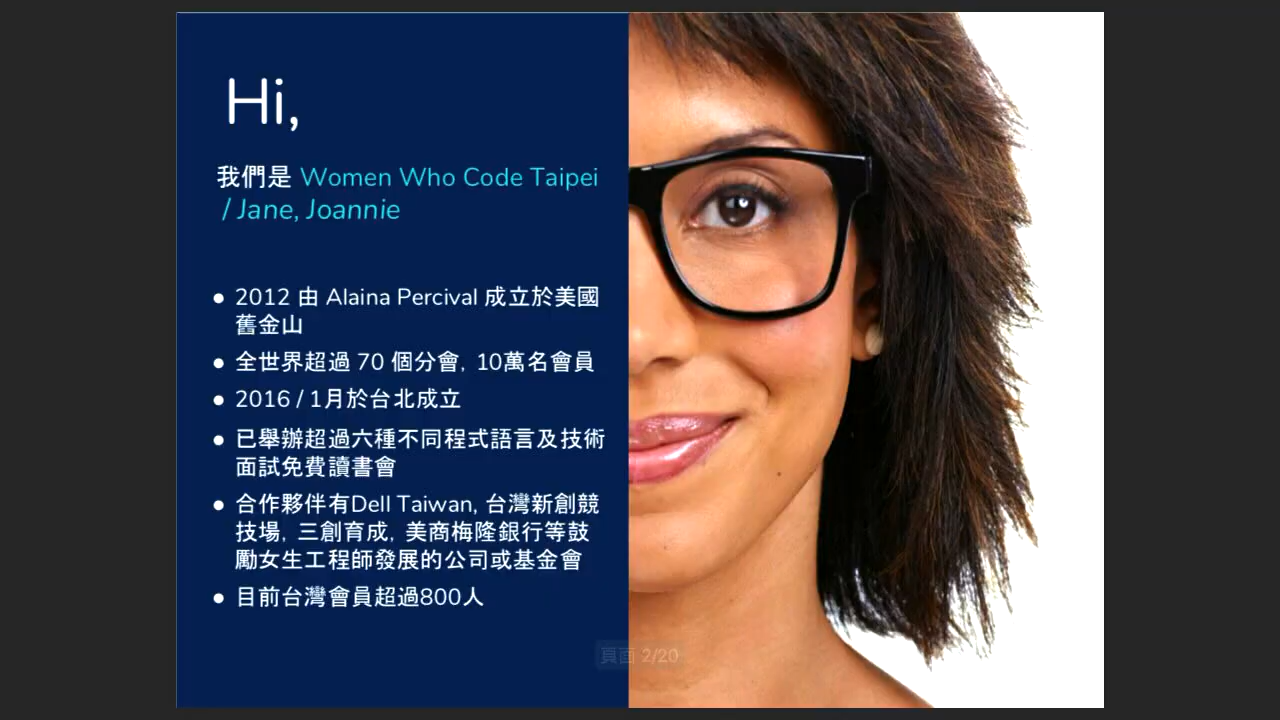 Hi,
我們是 Women Who Code Taipei
/ Jane, Joannie
● 2012 由 Alaina Percival 成立於美國
舊金山
● 全世界超過 70 個分會, 10萬名會員
● 2016 / 1月於台北成立
● 已舉辦超過六種不同程式語言及技術
面試免費讀書會
● 合作夥伴有Dell Taiwan, 台灣新創競
技場, 三創育成, 美商梅隆銀行等鼓
勵女生工程師發展的公司或基金會
● 目前台灣會員超過800人
頁面 2/20